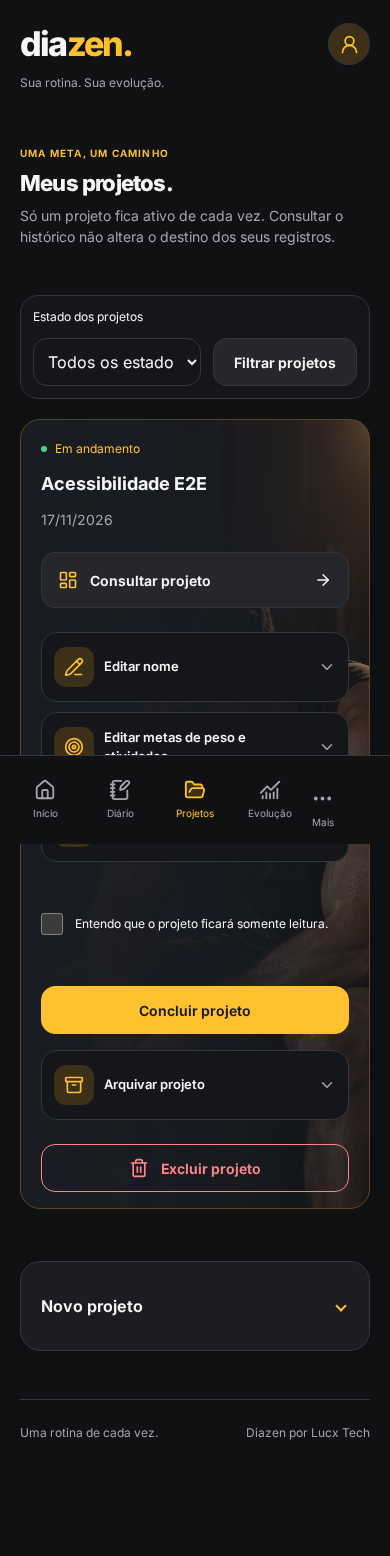 diazen.
Sua rotina. Sua evolução.
UMA META, UM CAMINHO
Meus projetos.
Só um projeto fica ativo de cada vez. Consultar o
histórico não altera o destino dos seus registros.
Estado dos projetos
Todos os estado
Filtrar projetos
Em andamento
Acessibilidade E2E
17/11/2026
Consultar projeto
Editar nome
Editar metas de peso e
Início
Diário
Projetos
Evolução
Mais
Entendo que o projeto ficará somente leitura.
Concluir projeto
Arquivar projeto
Excluir projeto
Novo projeto
Uma rotina de cada vez.
Diazen por Lucx Tech